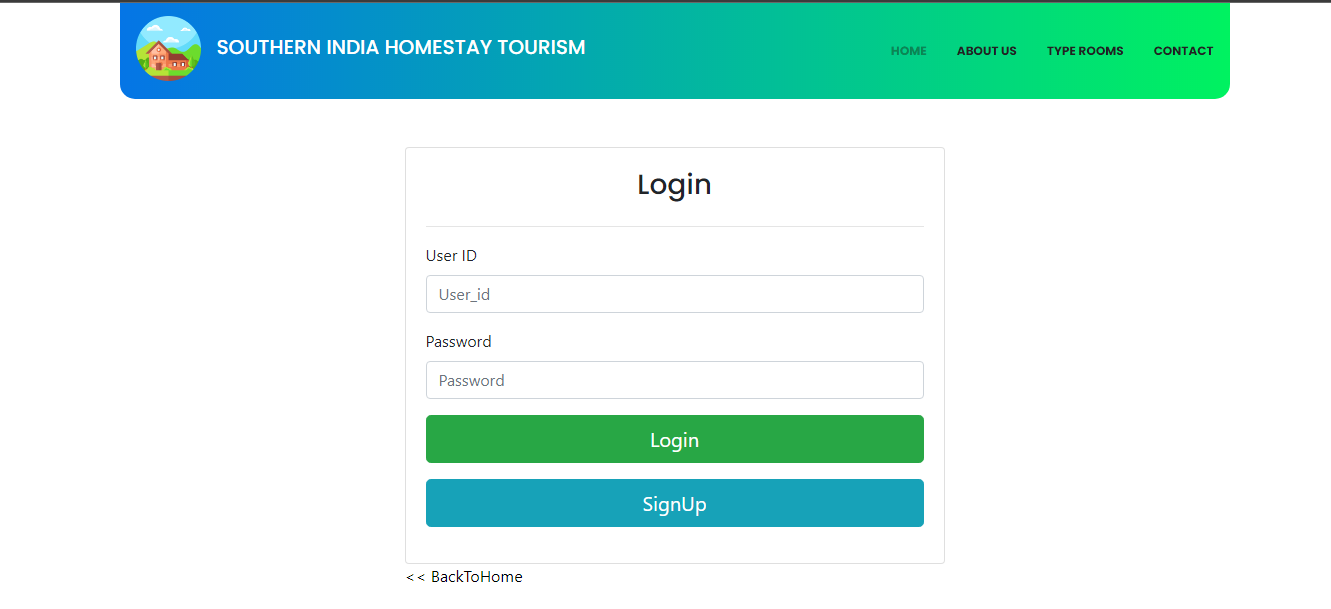 SOUTHERN INDIA HOMESTAY TOURISM
HOME ABOUT US TYPE ROOMS CONTACT
Login
User ID
User_id
Password
Password
Login
SignUp
<< BackToHome